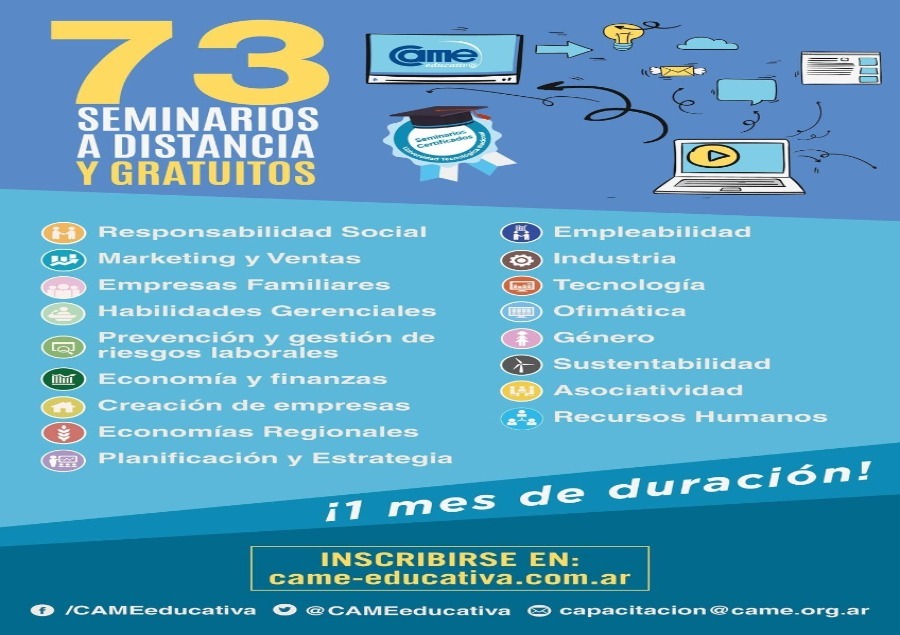 73
SEMINARIOS
A DISTANCIA
Y GRATUITOS
Came
educativa
Seminarios
Certificados
Universidad Tecnológica Nacional
Responsabilidad Social
Marketing y Ventas
Empresas Familiares
Habilidades Gerenciales
Prevención y gestión de
riesgos laborales
Economía y finanzas
Creación de empresas
Economías Regionales
Planificación y Estrategia
Empleabilidad
Industria
Tecnología
Ofimática
Género
Sustentabilidad
Asociatividad
Recursos Humanos
¡1 mes de duración!
INSCRIBIRSE EN:
came-educativa.com.ar
/CAMEeducativa @CAMEeducativa capacitacion@came.org.ar